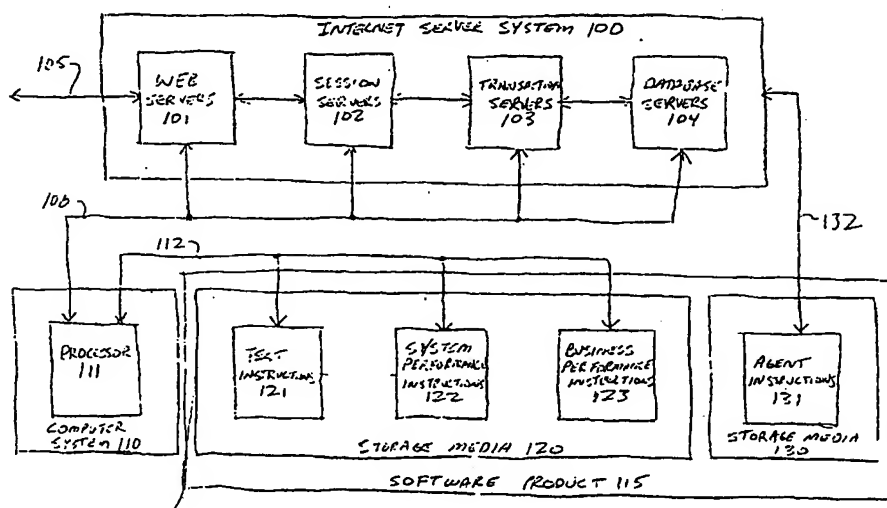 INTERNET SERVER SYSTEM 100
105
WEB
SERVERS
101
SESSION
SERVERS
102
TRANSACTION
SERVERS
103
DATABASE
SERVERS
104
106
132
112
PROCESSOR
111
COMPUTER
SYSTEM 110
TEST
INSTRUCTIONS
121
SYSTEM
PERFORMANCE
INSTRUCTIONS
122
BUSINESS
PERFORMANCE
INSTRUCTIONS
123
STORAGE MEDIA 120
AGENT
INSTRUCTIONS
131
STORAGE MEDIA
130
SOFTWARE PRODUCT 115